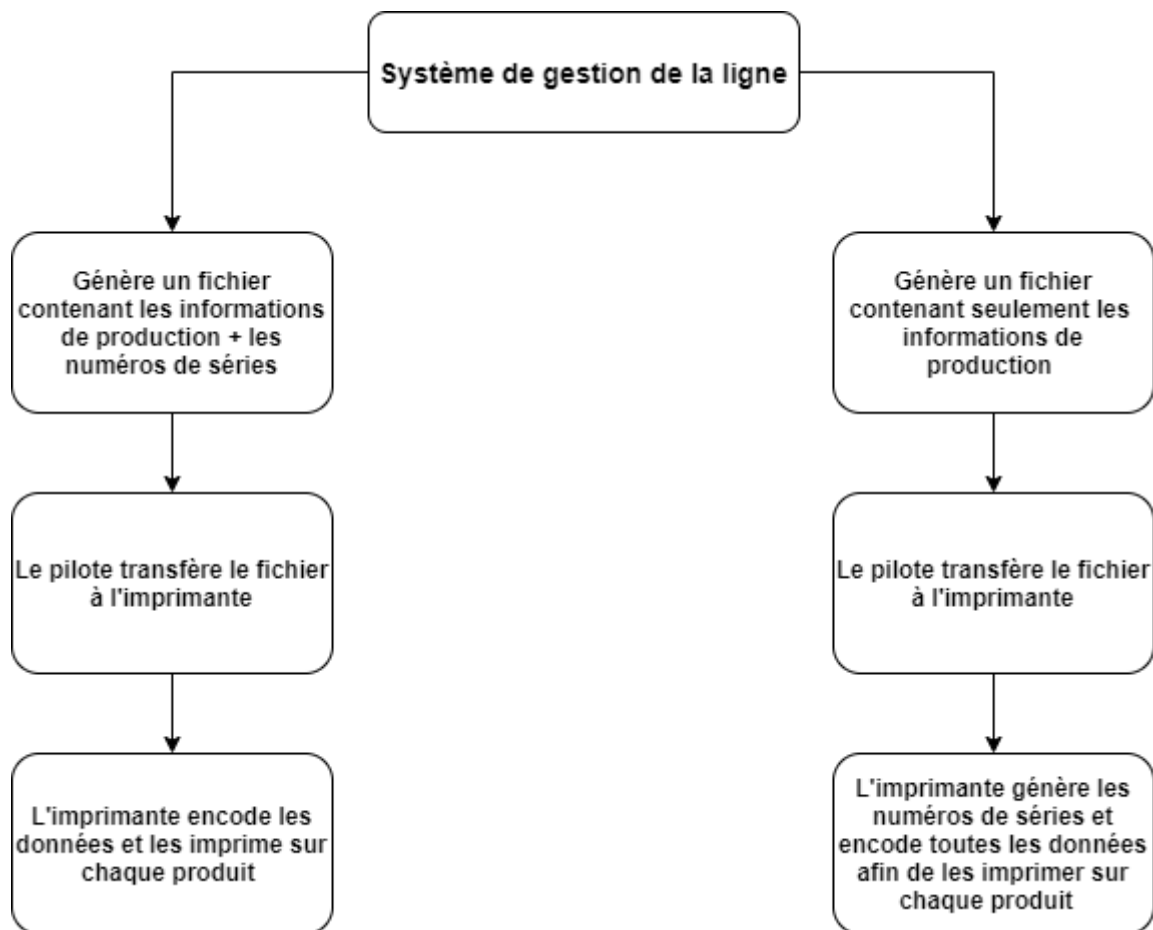 Système de gestion de la ligne
Génère un fichier
contenant les informations
de production + les
numéros de séries
Le pilote transfère le fichier
à l'imprimante
L'imprimante encode les
données et les imprime sur
chaque produit
Génère un fichier
contenant seulement les
informations de
production
Le pilote transfère le fichier
à l'imprimante
L'imprimante génère les
numéros de séries et
encode toutes les données
afin de les imprimer sur
chaque produit